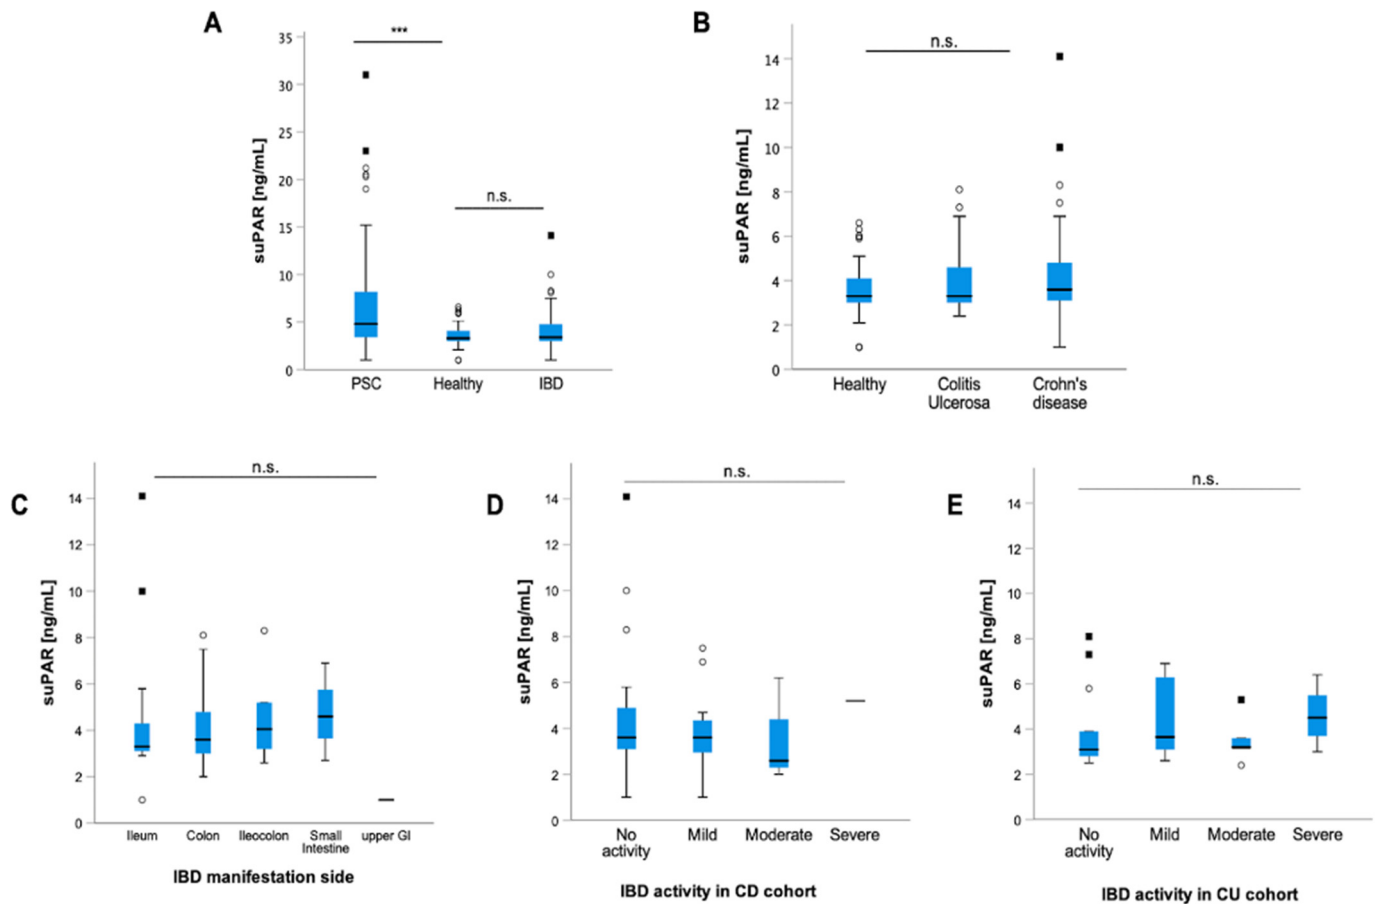 A
suPAR [ng/mL]
35
30
25
20
15
10
5
0
***
n.s.
PSC
Healthy
IBD
B
suPAR [ng/mL]
14
12
10
8
6
4
2
0
n.s.
Healthy
Colitis
Ulcerosa
Crohn's
disease
C
suPAR [ng/mL]
14
12
10
8
6
4
2
0
n.s.
Ileum
Colon
Ileocolon
Small
Intestine
upper GI
IBD manifestation side
D
suPAR [ng/mL]
14
12
10
8
6
4
2
0
n.s.
No
activity
Mild
Moderate
Severe
IBD activity in CD cohort
E
suPAR [ng/mL]
14
12
10
8
6
4
2
0
n.s.
No
activity
Mild
Moderate
Severe
IBD activity in CU cohort